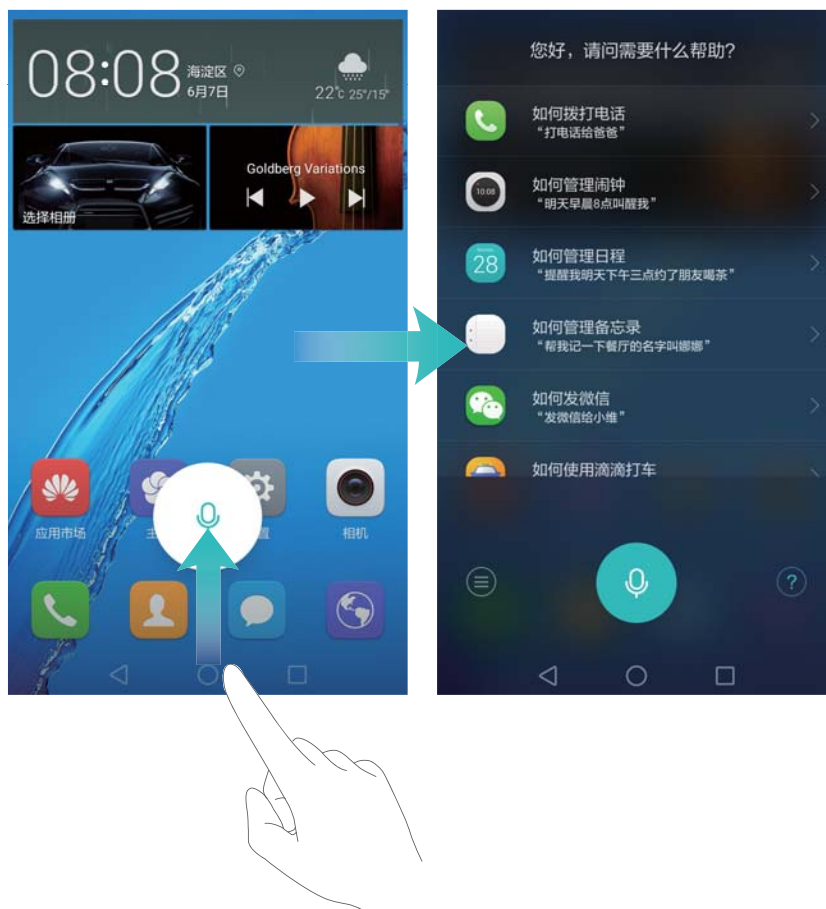 08:08
海淀区
6月7日
22°c 25°/15°
Goldberg Variations
选择相册
应用市场
主
置
相机
您好，请问需要什么帮助?
如何拨打电话
“打电话给爸爸”
10:08
如何管理闹钟
“明天早晨8点叫醒我”
28
如何管理日程
“提醒我明天下午三点约了朋友喝茶”
如何管理备忘录
“帮我记一下餐厅的名字叫娜娜”
如何发微信
“发微信给小维”
如何使用滴滴打车
?